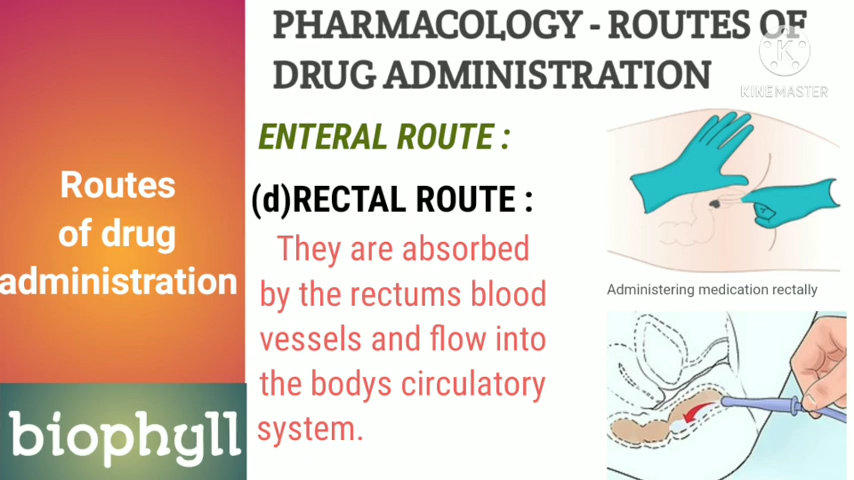 PHARMACOLOGY - ROUTES OF
DRUG ADMINISTRATION
KINEMASTER
ENTERAL ROUTE :
(d)RECTAL ROUTE :
They are absorbed
by the rectums blood
vessels and flow into
the bodys circulatory
system.
Routes
of drug
administration
biophyll
Administering medication rectally